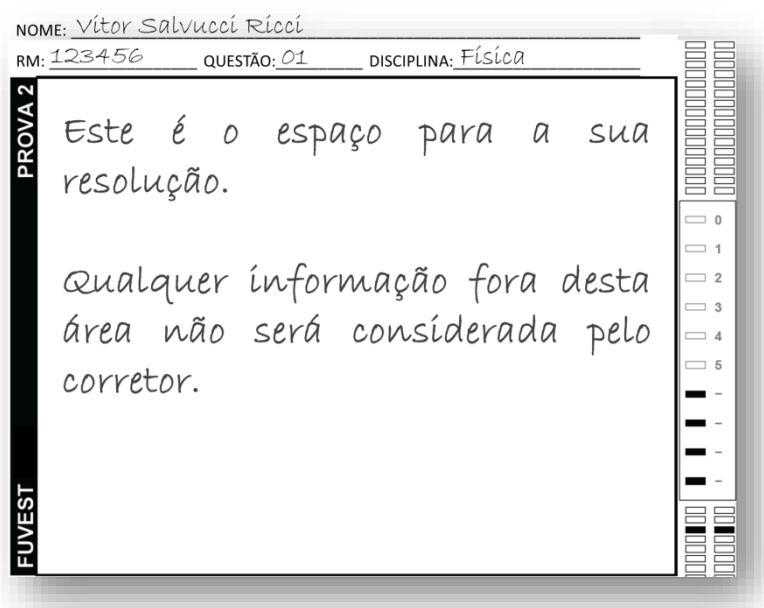 NOME: Vitor Salvucci Ricci
RM: 123456 QUESTÃO: 01 DISCIPLINA: Física
PROVA 2
Este é o espaço para a sua
resolução.
Qualquer informação fora desta
área não será considerada pelo
corretor.
FUVEST
0
1
2
3
4
5
-
-
-
-